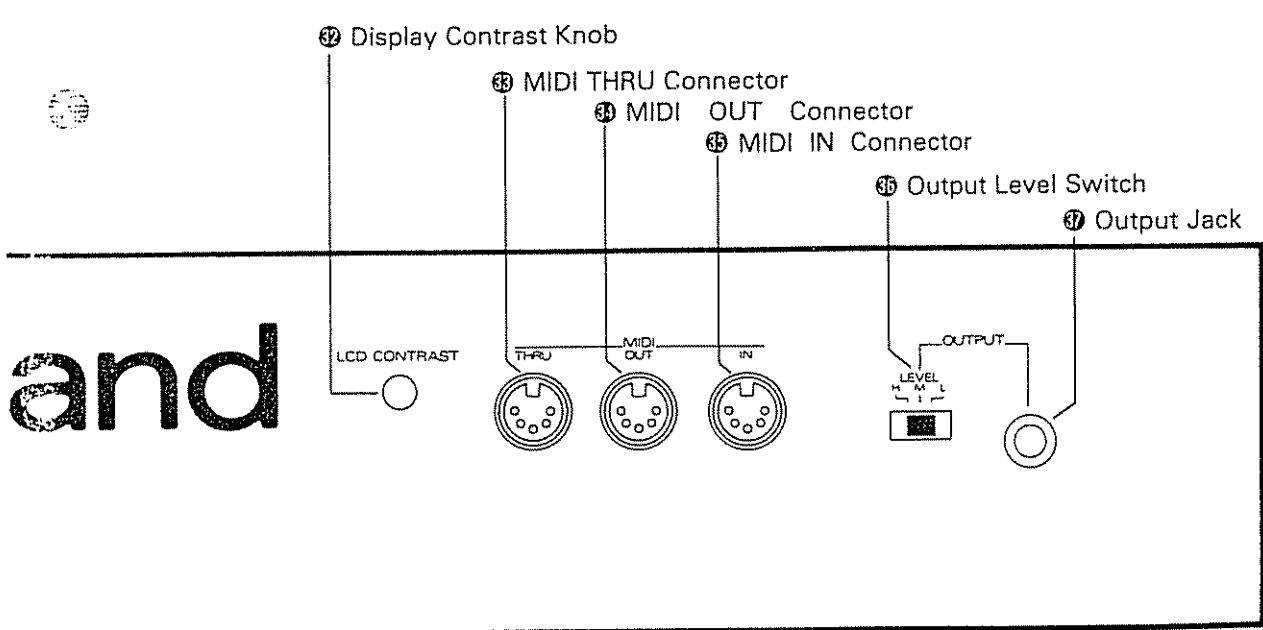 ㉜ Display Contrast Knob
㉝ MIDI THRU Connector
㉞ MIDI OUT Connector
㉟ MIDI IN Connector
㊱ Output Level Switch
㊲ Output Jack
and
LCD CONTRAST
MIDI
THRU OUT IN
OUTPUT
LEVEL
H M L